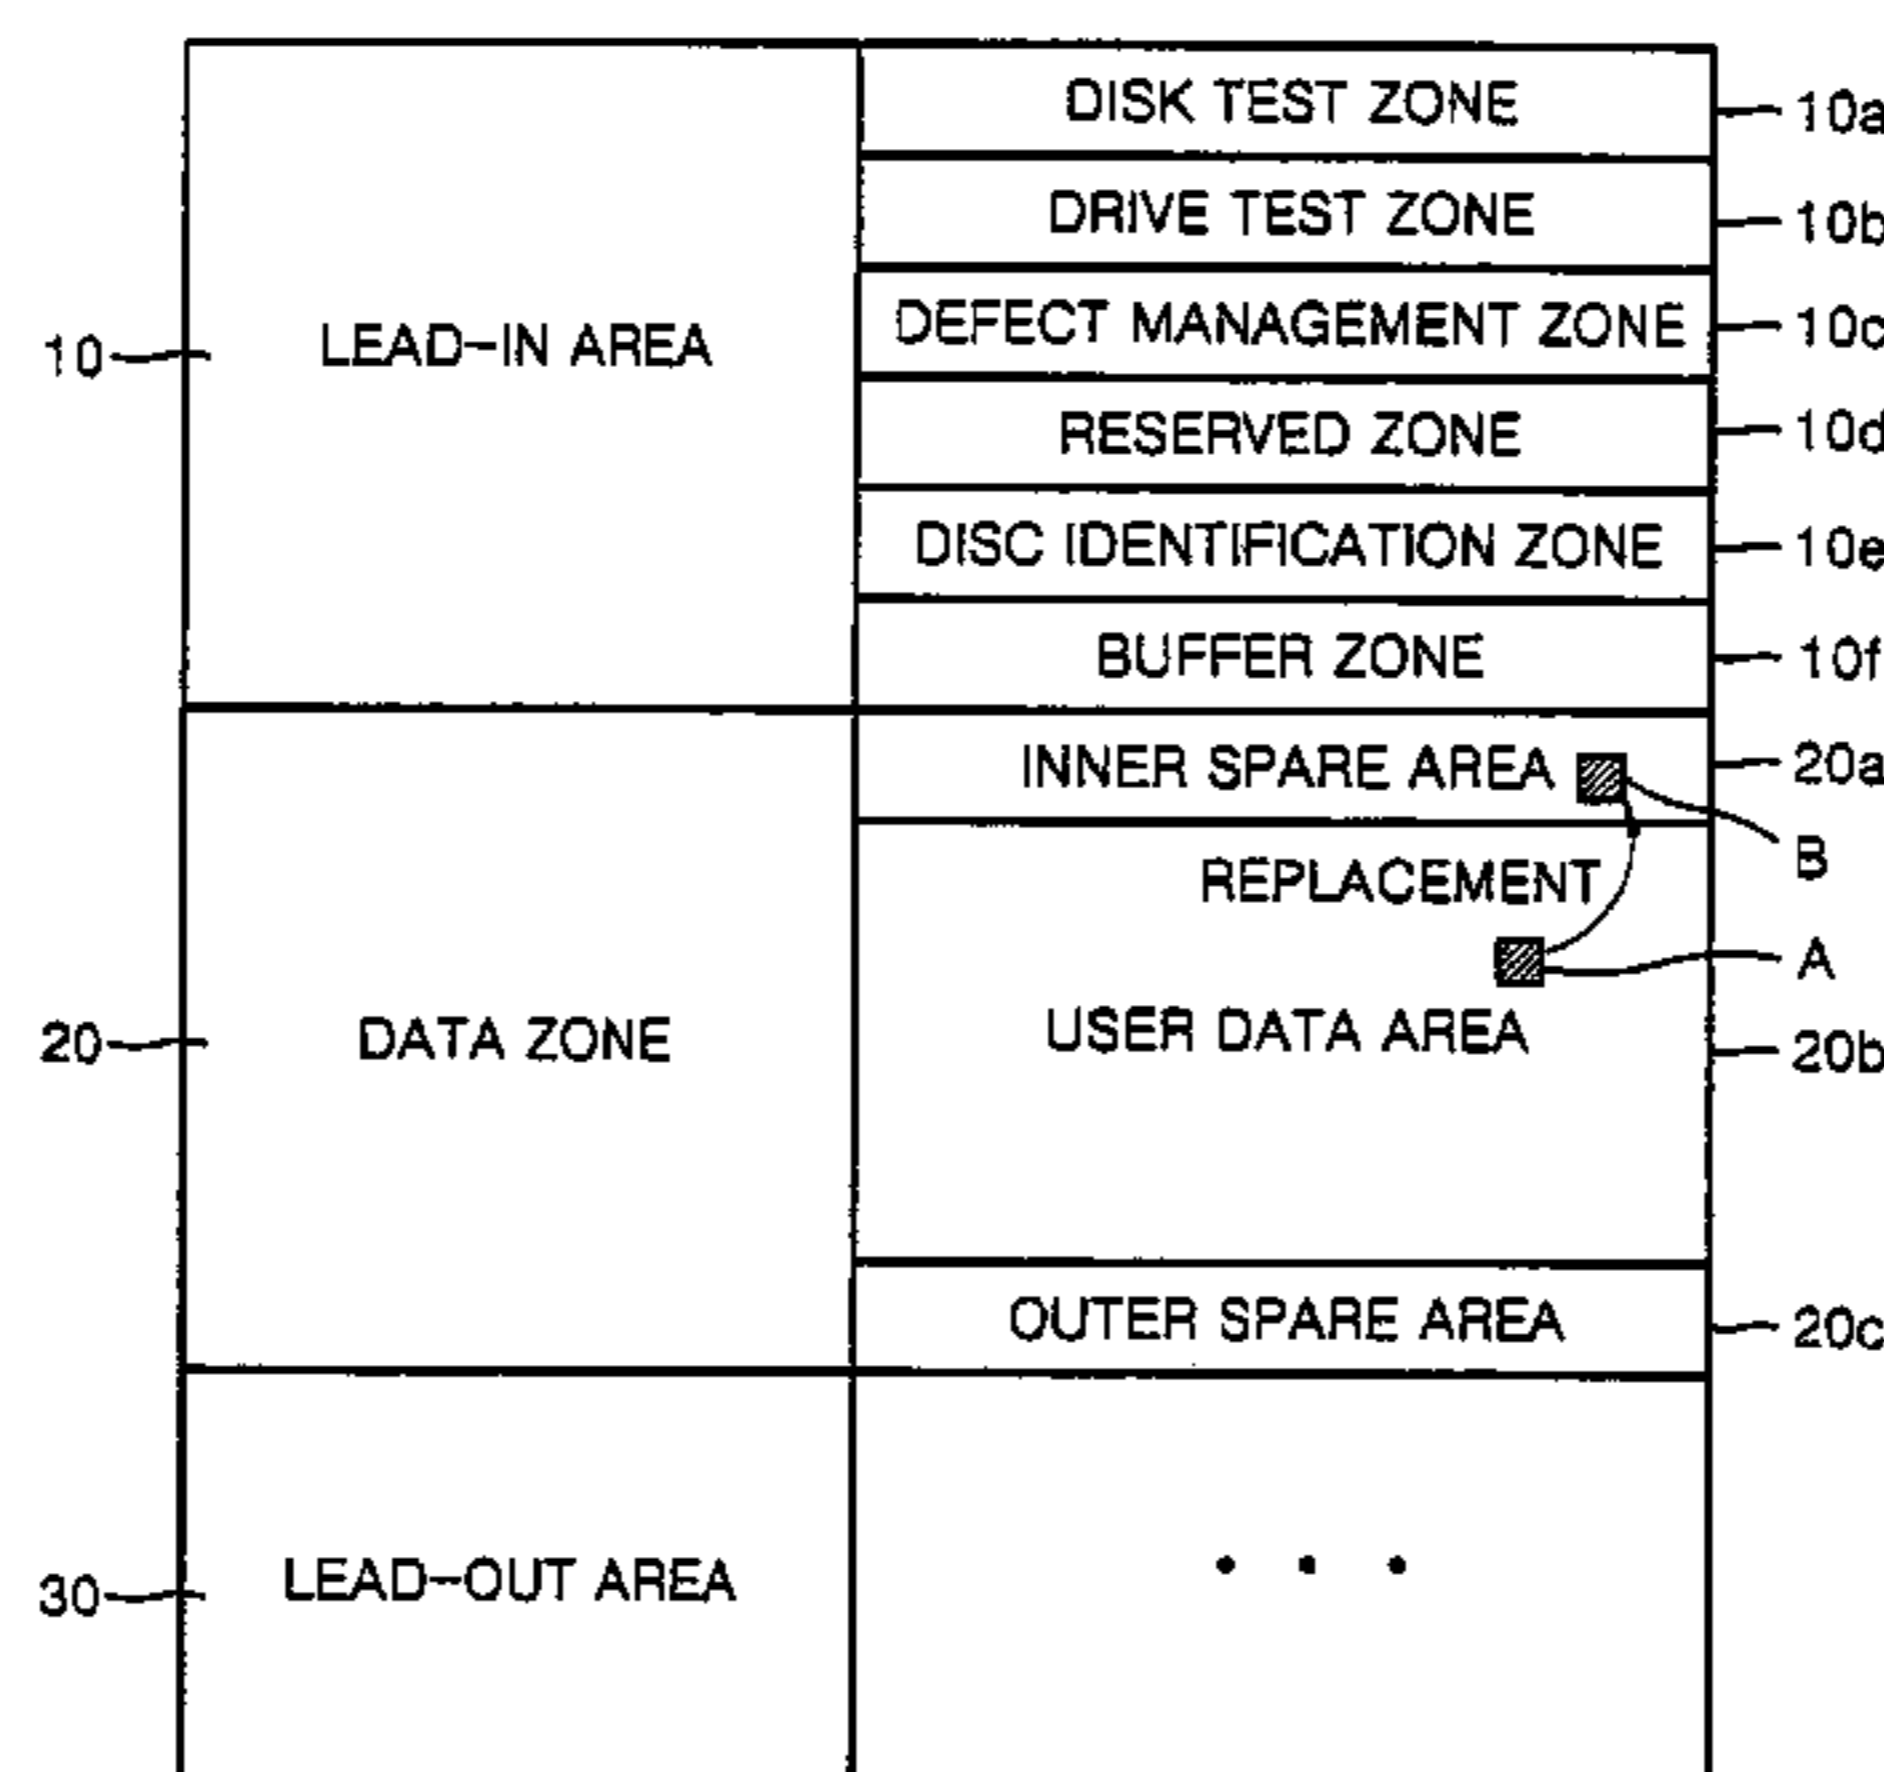 DISK TEST ZONE 10a
DRIVE TEST ZONE 10b
DEFECT MANAGEMENT ZONE 10c
10 LEAD-IN AREA
RESERVED ZONE 10d
DISC IDENTIFICATION ZONE 10e
BUFFER ZONE 10f
INNER SPARE AREA 20a
B
REPLACEMENT
A
20 DATA ZONE
USER DATA AREA 20b
OUTER SPARE AREA 20c
30 LEAD-OUT AREA
• • •